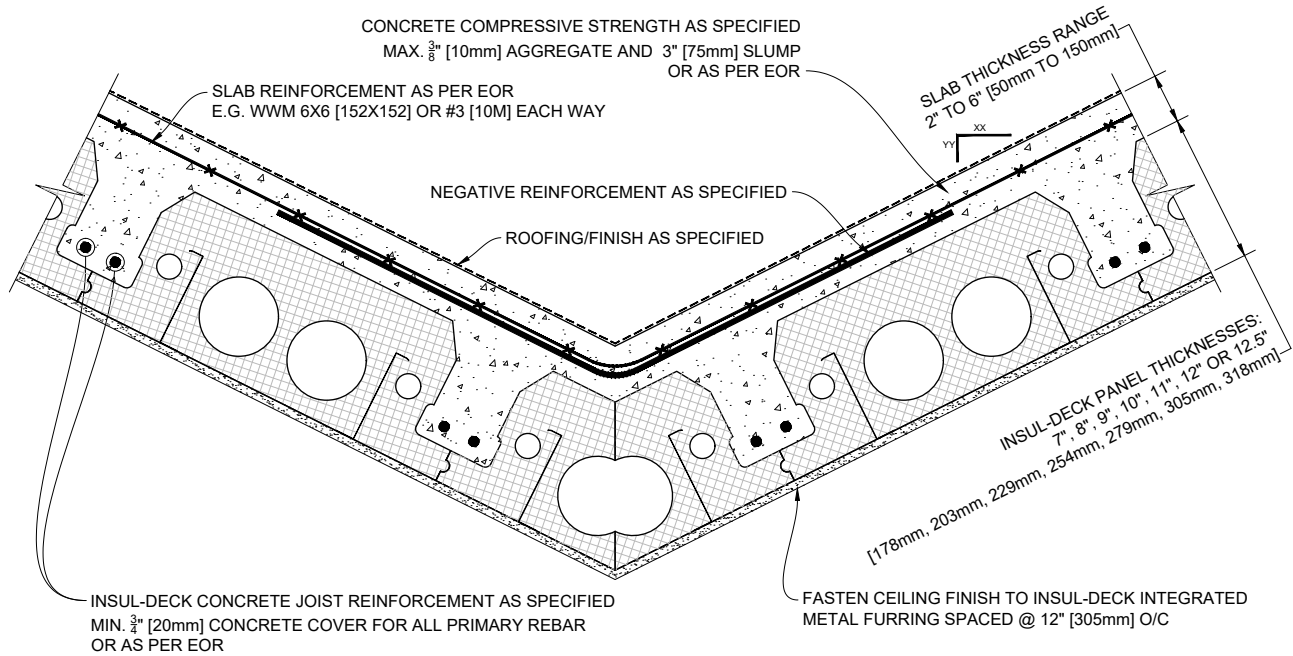 CONCRETE COMPRESSIVE STRENGTH AS SPECIFIED
MAX. 3/8" [10mm] AGGREGATE AND 3" [75mm] SLUMP
OR AS PER EOR
SLAB REINFORCEMENT AS PER EOR
E.G. WWM 6X6 [152X152] OR #3 [10M] EACH WAY
SLAB THICKNESS RANGE
2" TO 6" [50mm TO 150mm]
XX
YY
NEGATIVE REINFORCEMENT AS SPECIFIED
ROOFING/FINISH AS SPECIFIED
INSUL-DECK PANEL THICKNESSES:
7", 8", 9", 10", 11", 12" OR 12.5"
[178mm, 203mm, 229mm, 254mm, 279mm, 305mm, 318mm]
INSUL-DECK CONCRETE JOIST REINFORCEMENT AS SPECIFIED
MIN. 3/4" [20mm] CONCRETE COVER FOR ALL PRIMARY REBAR
OR AS PER EOR
FASTEN CEILING FINISH TO INSUL-DECK INTEGRATED
METAL FURRING SPACED @ 12" [305mm] O/C